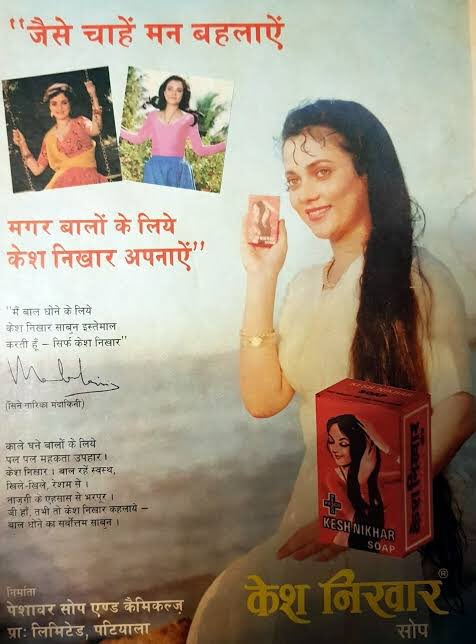 "जैसे चाहें मन बहलाऐं
मगर बालों के लिये
केश निखार अपनाऐं"
"मैं बाल धोने के लिये
केश निखार साबुन इस्तेमाल
करती हूँ – सिर्फ केश निखार"
(सिने तारिका मंदाकिनी)
काले घने बालों के लिये
पल पल महकता उपहार।
केश निखार। बाल रहें स्वस्थ,
खिले-खिले, रेशम से।
ताज़गी के एहसास से भरपूर।
जी हाँ, तभी तो केश निखार कहलाये –
बाल धोने का सर्वोत्तम साबुन।
निर्माता
पेशावर सोप एण्ड कैमिकल्ज़
प्राः लिमिटेड, पटियाला
SOAP
केश निखार
KESH NIKHAR
SOAP
केश निखार®
सोप